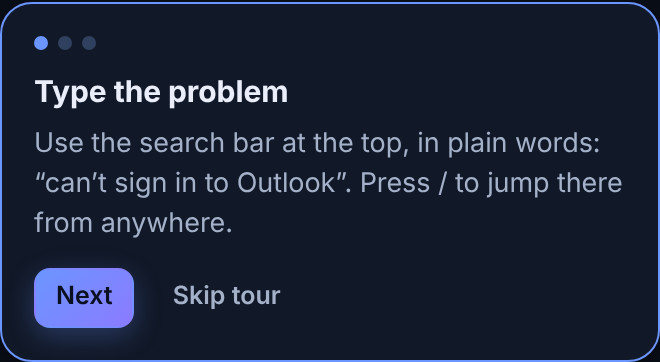 Type the problem
Use the search bar at the top, in plain words:
“can’t sign in to Outlook”. Press / to jump there
from anywhere.
Next
Skip tour